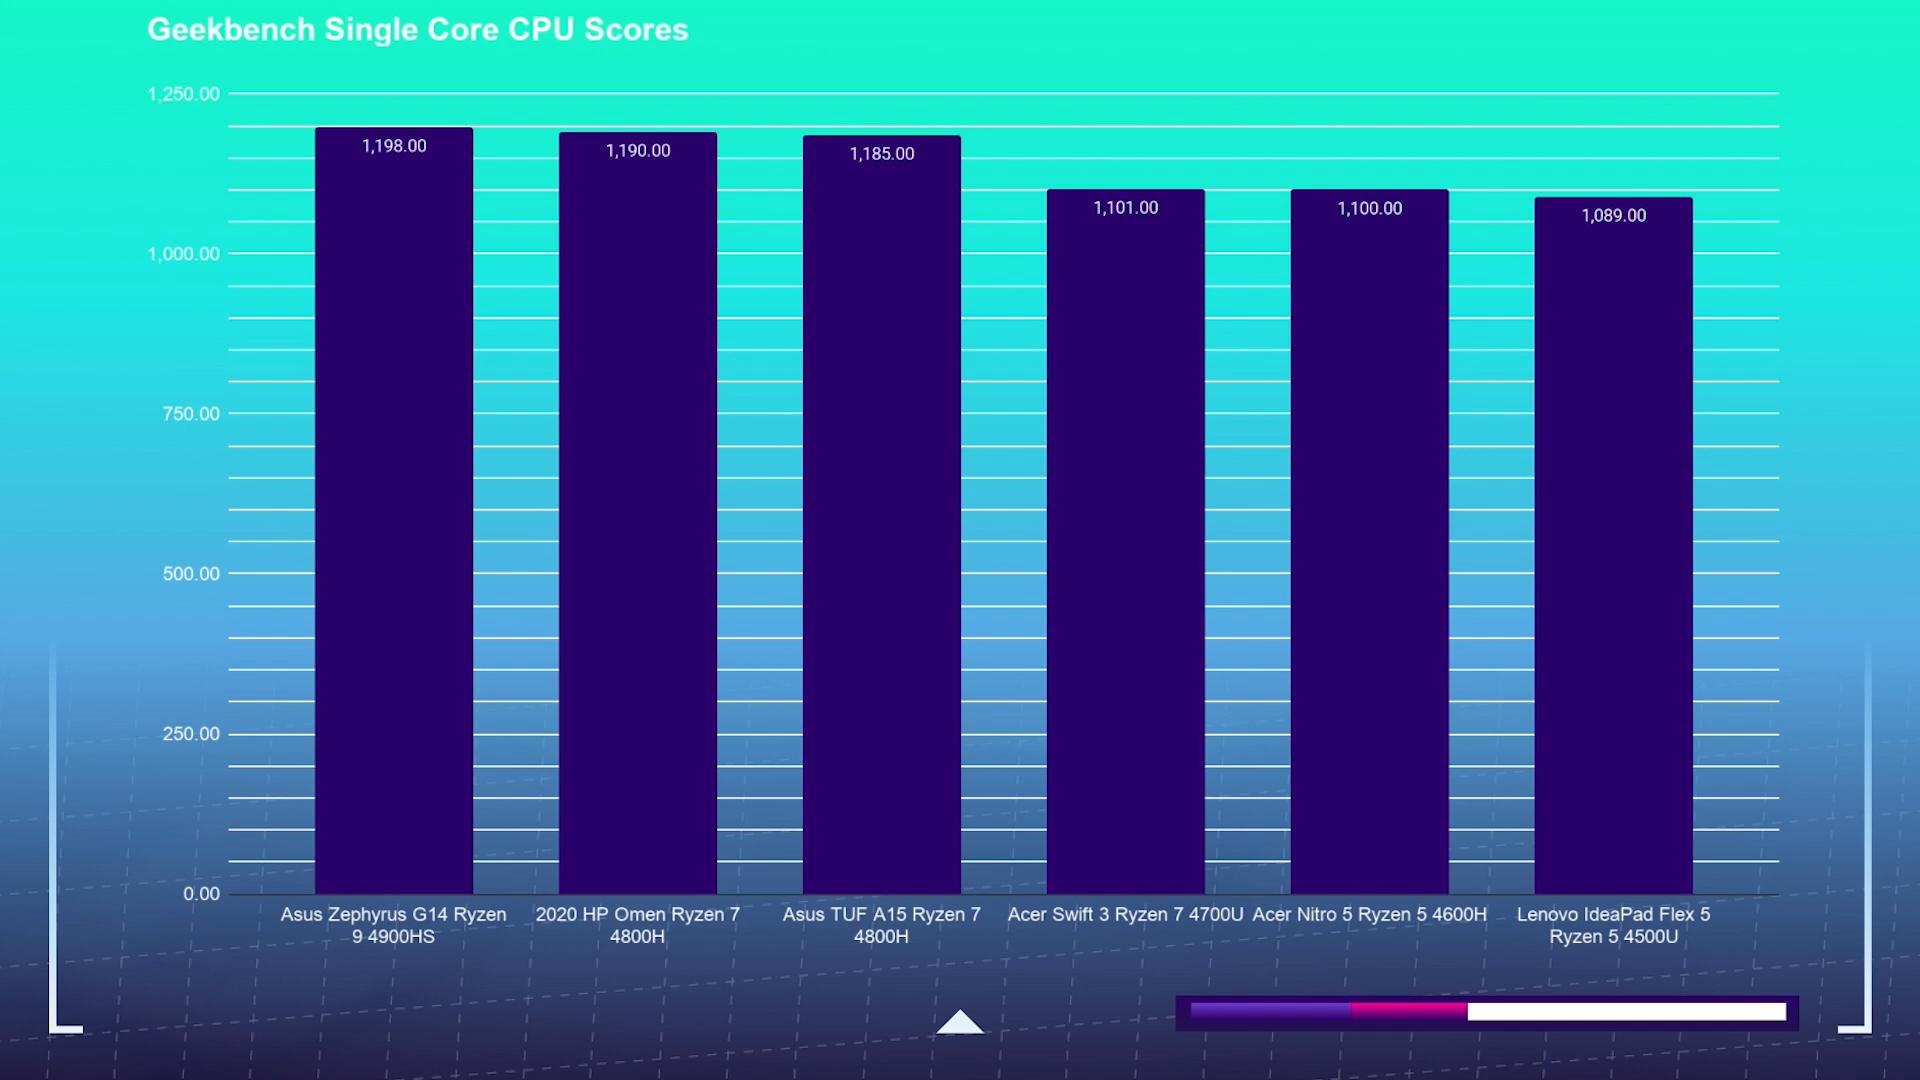 Geekbench Single Core CPU Scores
1,250.00
1,000.00
750.00
500.00
250.00
0.00
1,198.00
1,190.00
1,185.00
1,101.00
1,100.00
1,089.00
Asus Zephyrus G14 Ryzen
9 4900HS
2020 HP Omen Ryzen 7
4800H
Asus TUF A15 Ryzen 7
4800H
Acer Swift 3 Ryzen 7 4700U
Acer Nitro 5 Ryzen 5 4600H
Lenovo IdeaPad Flex 5
Ryzen 5 4500U